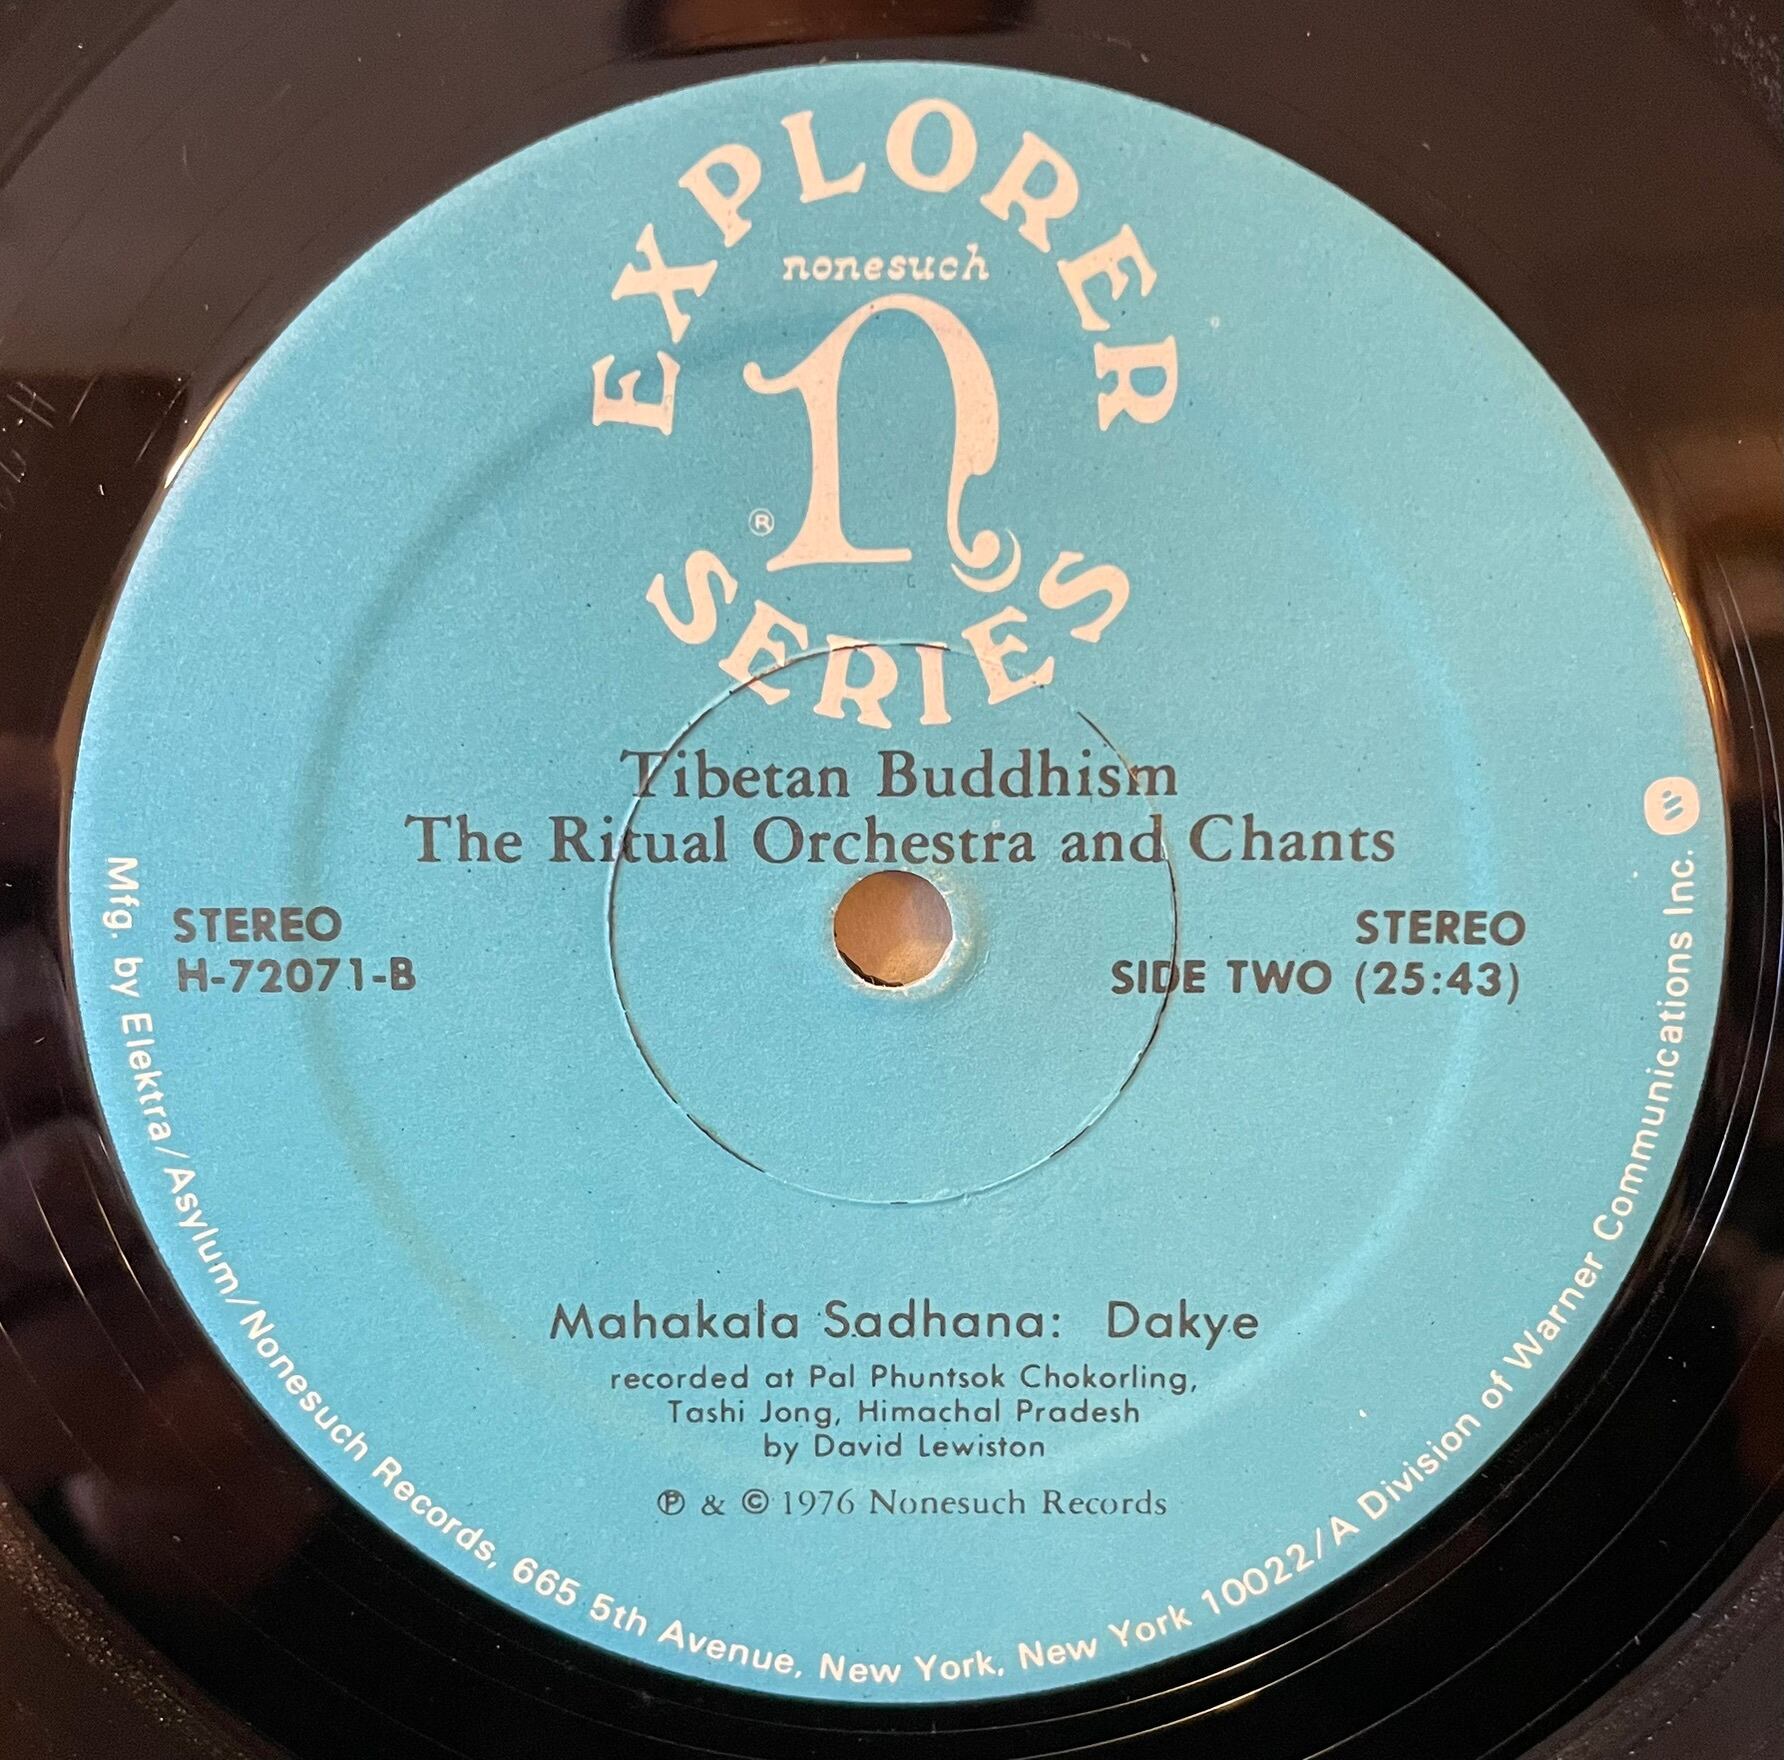 EXPLORER
nonesuch
n
®
SERIES
Tibetan Buddhism
The Ritual Orchestra and Chants
STEREO
H-72071-B
STEREO
SIDE TWO (25:43)
Mahakala Sadhana: Dakye
recorded at Pal Phuntsok Chokorling,
Tashi Jong, Himachal Pradesh
by David Lewiston
℗ & © 1976 Nonesuch Records
Mfg. by Elektra/Asylum/Nonesuch Records, 665 5th Avenue, New York, New York 10022/A Division of Warner Communications Inc.